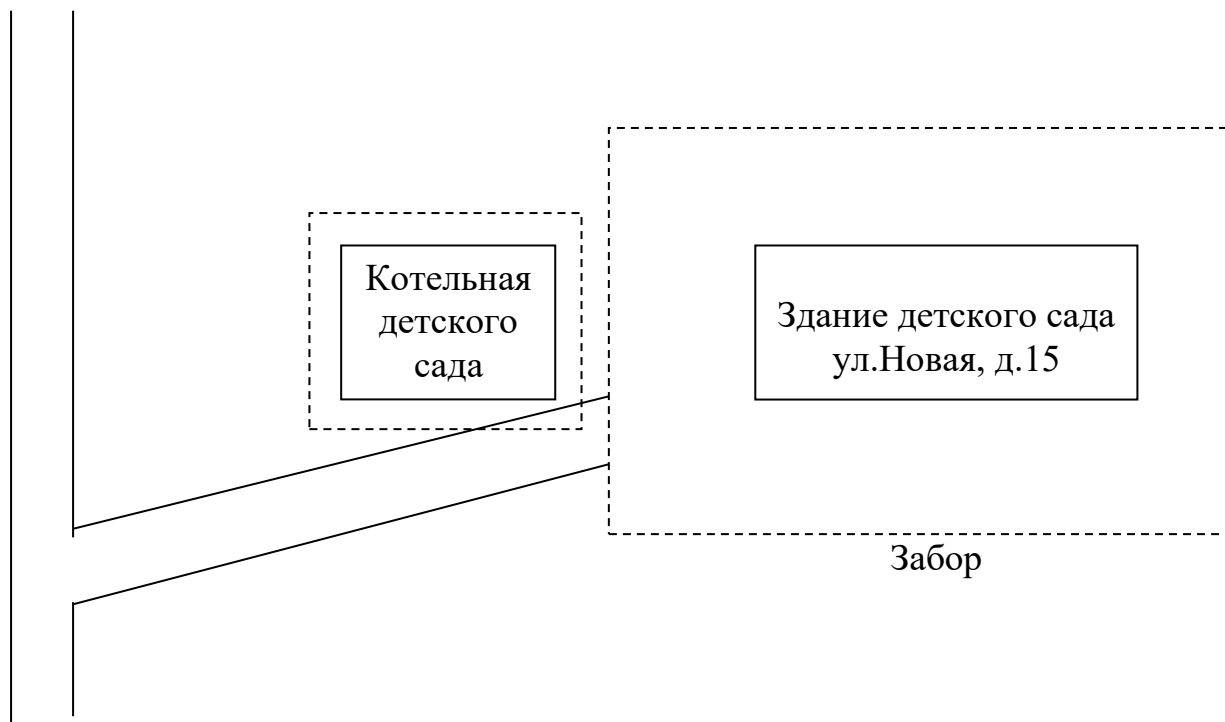 Котельная
детского
сада
Здание детского сада
ул.Новая, д.15
Забор